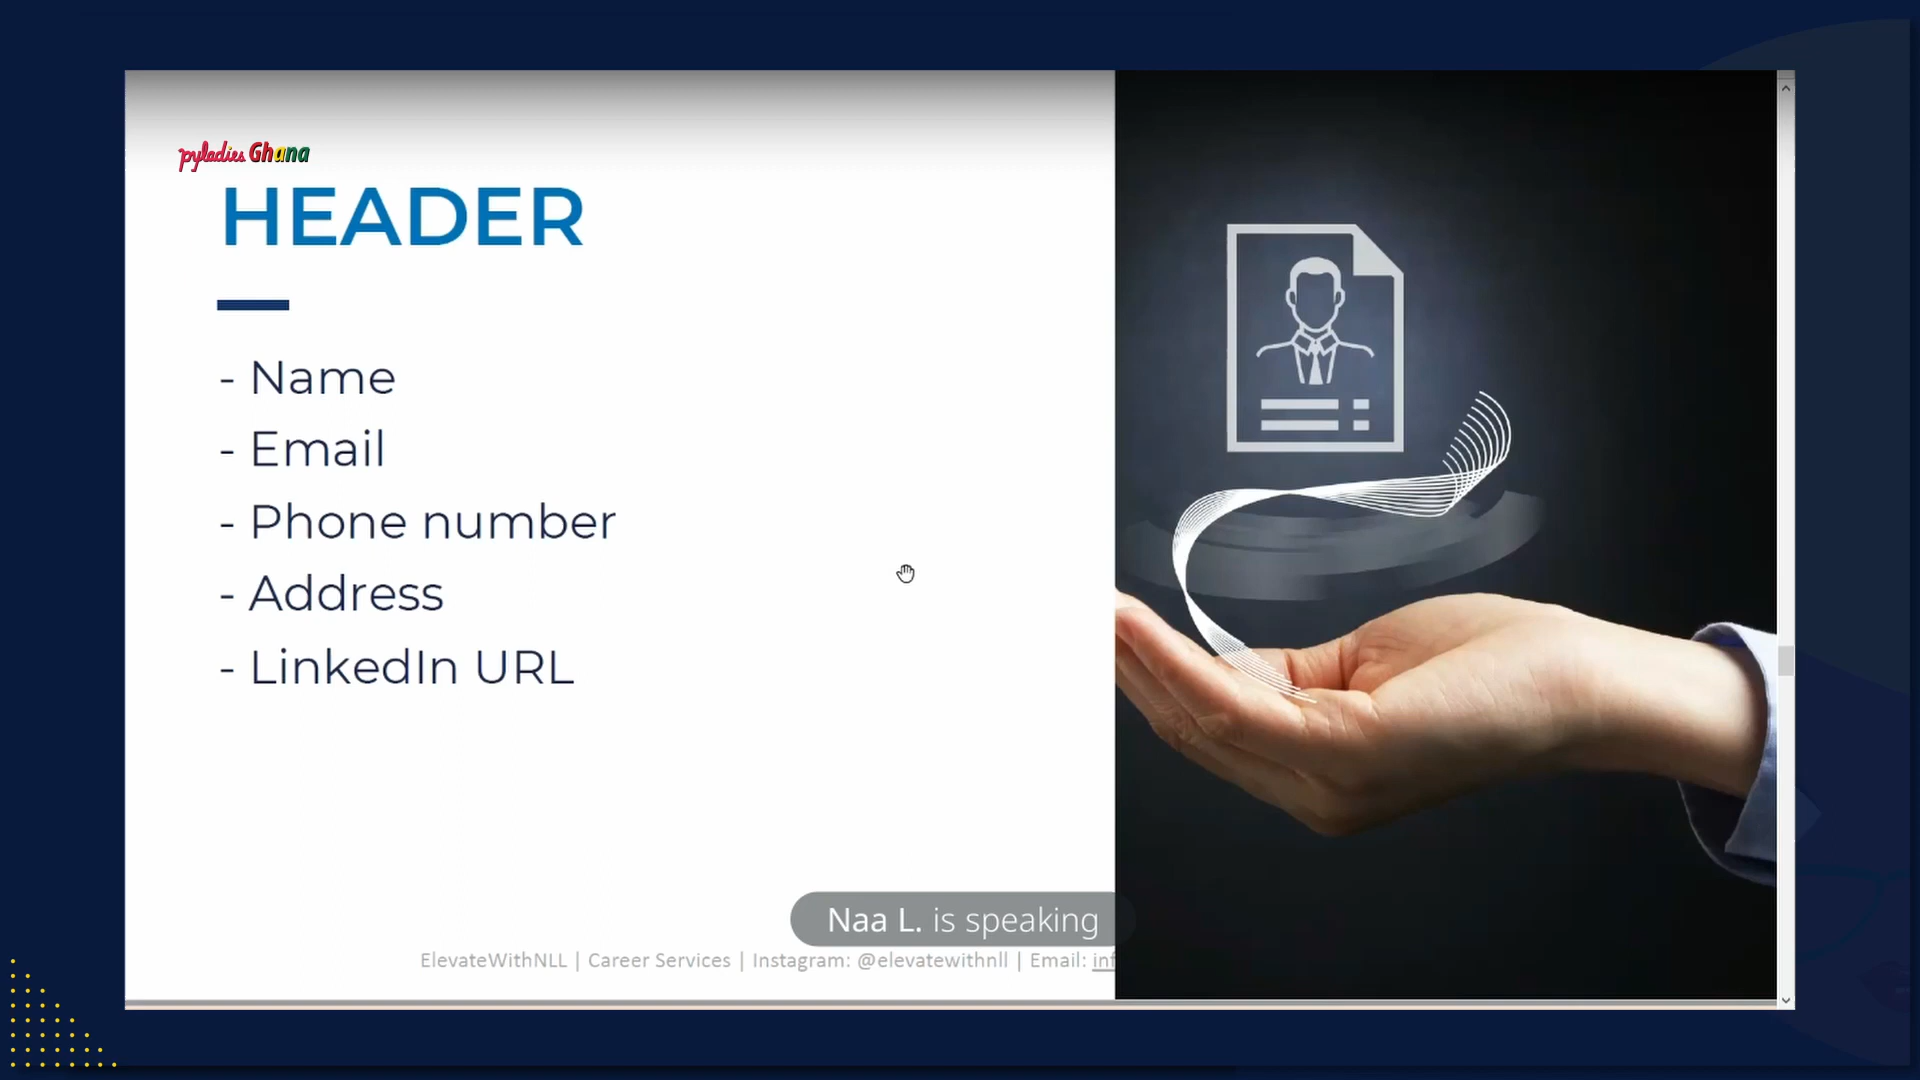 pyladies Ghana
HEADER
- Name
- Email
- Phone number
- Address
- LinkedIn URL
Naa L. is speaking
ElevateWithNLL | Career Services | Instagram: @elevatewithnll | Email: inf